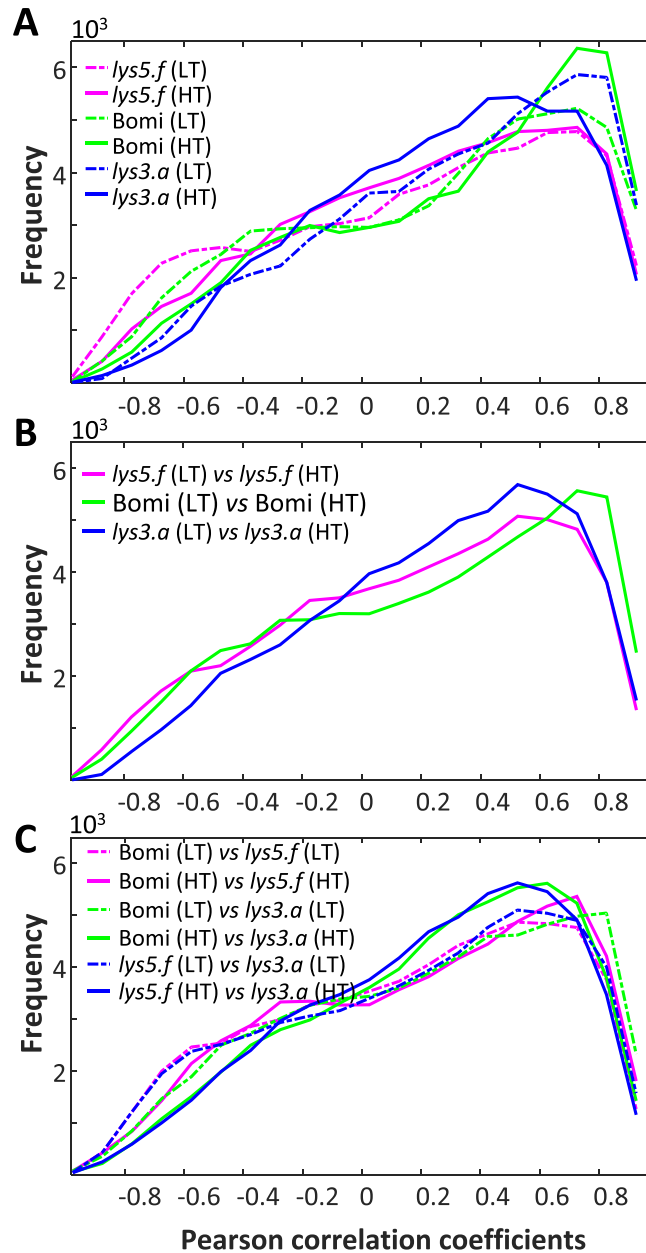 A
10³
6
lys5.f (LT)
lys5.f (HT)
Bomi (LT)
Bomi (HT)
4
lys3.a (LT)
lys3.a (HT)
Frequency
2
-0.8 -0.6 -0.4 -0.2 0 0.2 0.4 0.6 0.8
B
10³
6
lys5.f (LT) vs lys5.f (HT)
Bomi (LT) vs Bomi (HT)
lys3.a (LT) vs lys3.a (HT)
4
Frequency
2
-0.8 -0.6 -0.4 -0.2 0 0.2 0.4 0.6 0.8
C
10³
Bomi (LT) vs lys5.f (LT)
6
Bomi (HT) vs lys5.f (HT)
Bomi (LT) vs lys3.a (LT)
Bomi (HT) vs lys3.a (HT)
4
lys5.f (LT) vs lys3.a (LT)
lys5.f (HT) vs lys3.a (HT)
Frequency
2
-0.8 -0.6 -0.4 -0.2 0 0.2 0.4 0.6 0.8
Pearson correlation coefficients